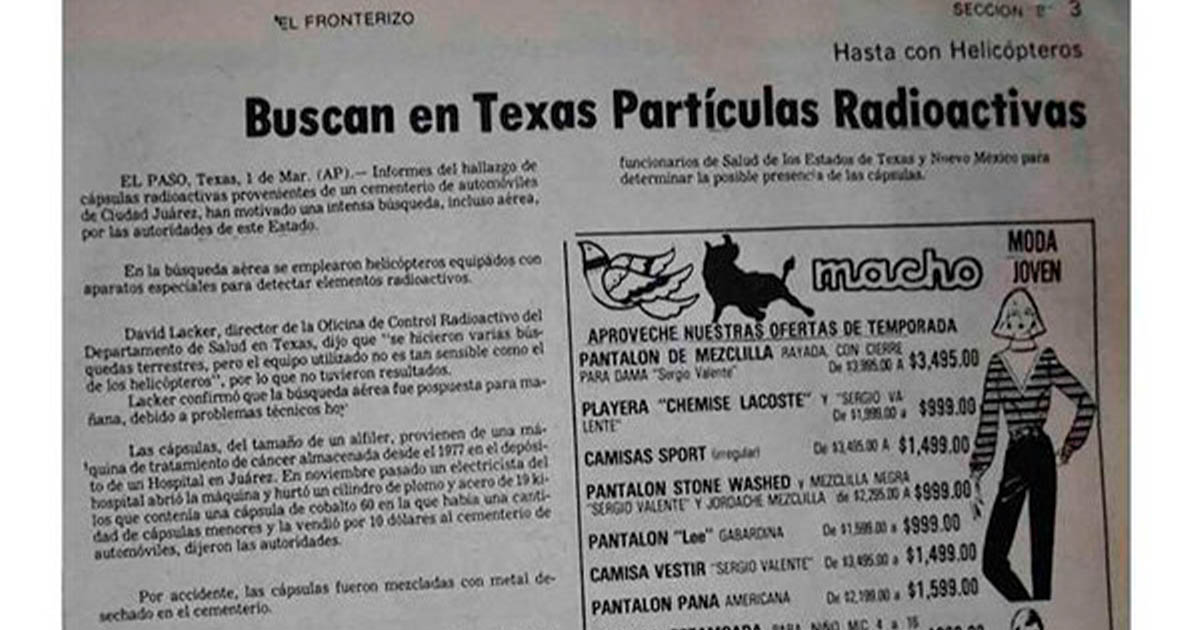 EL FRONTERIZO
SECCION B 3
Hasta con Helicópteros
Buscan en Texas Partículas Radioactivas
EL PASO, Texas, 1 de Mar. (AP).— Informes del hallazgo de
cápsulas radioactivas provenientes de un cementerio de automóviles
de Ciudad Juárez, han motivado una intensa búsqueda, incluso aérea,
por las autoridades de este Estado.
En la búsqueda aérea se emplearon helicópteros equipados con
aparatos especiales para detectar elementos radioactivos.
David Lacker, director de la Oficina de Control Radioactivo del
Departamento de Salud en Texas, dijo que "se hicieron varias bús-
quedas terrestres, pero el equipo utilizado no es tan sensible como el
de los helicópteros", por lo que no tuvieron resultados.
Lacker confirmó que la búsqueda aérea fue pospuesta para ma-
ñana, debido a problemas técnicos hoy
Las cápsulas, del tamaño de un alfiler, provienen de una má-
quina de tratamiento de cáncer almacenada desde el 1977 en el depósi-
to de un Hospital en Juárez. En noviembre pasado un electricista del
hospital abrió la máquina y hurtó un cilindro de plomo y acero de 19 ki-
los que contenía una cápsula de cobalto 60 en la que había una canti-
dad de cápsulas menores y la vendió por 10 dólares al cementerio de
automóviles, dijeron las autoridades.
Por accidente, las cápsulas fueron mezcladas con metal de-
sechado en el cementerio.
funcionarios de Salud de los Estados de Texas y Nuevo México para
determinar la posible presencia de las cápsulas.
macho
MODA
JOVEN
APROVECHE NUESTRAS OFERTAS DE TEMPORADA
PANTALON DE MEZCLILLA RAYADA, CON CIERRE
PARA DAMA "Sergio Valente" De $3,995.00 A $3,495.00
PLAYERA "CHEMISE LACOSTE" Y "SERGIO VA-
LENTE" De $1,999.00 a $999.00
CAMISAS SPORT (irregular) De $3,495.00 A $1,499.00
PANTALON STONE WASHED y MEZCLILLA NEGRA
"SERGIO VALENTE" Y JORDACHE MEZCLILLA de $2,295.00 A $999.00
PANTALON "Lee" GABARDINA De $1,599.00 a $999.00
CAMISA VESTIR "SERGIO VALENTE" De $3,495.00 a $1,499.00
PANTALON PANA AMERICANA De $2,199.00 a $1,599.00
PARA NIÑO MC 4 a 16